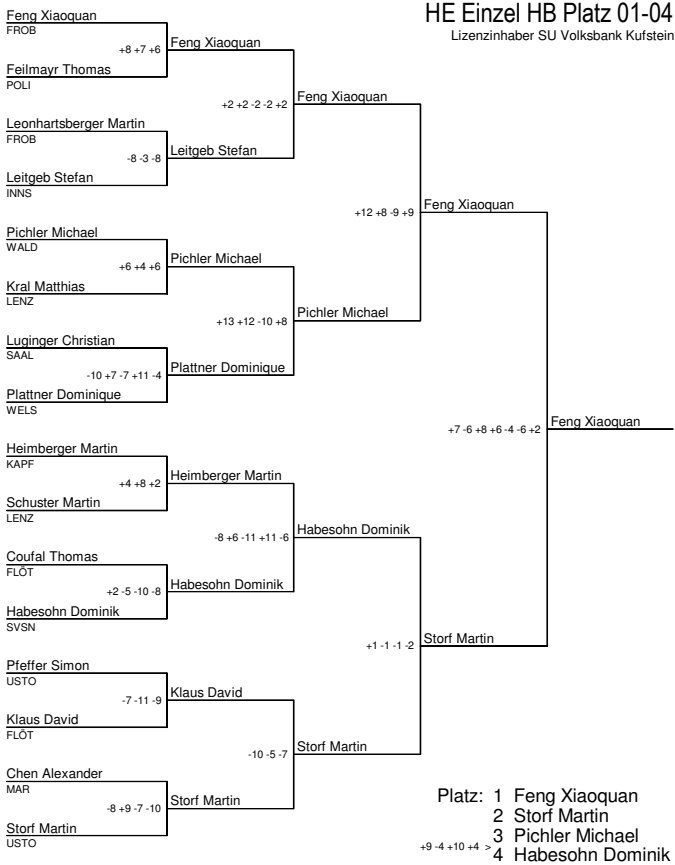 HE Einzel HB Platz 01-04
Lizenzinhaber SU Volksbank Kufstein
Feng Xiaoquan
FROB
+8 +7 +6
Feng Xiaoquan
Feilmayr Thomas
POLI
+2 +2 -2 -2 +2
Feng Xiaoquan
Leonhartsberger Martin
FROB
-8 -3 -8
Leitgeb Stefan
Leitgeb Stefan
INNS
+12 +8 -9 +9
Feng Xiaoquan
Pichler Michael
WALD
+6 +4 +6
Pichler Michael
Kral Matthias
LENZ
+13 +12 -10 +8
Pichler Michael
Luginger Christian
SAAL
-10 +7 -7 +11 -4
Plattner Dominique
Plattner Dominique
WELS
+7 -6 +8 +6 -4 -6 +2
Feng Xiaoquan
Heimberger Martin
KAPF
+4 +8 +2
Heimberger Martin
Schuster Martin
LENZ
-8 +6 -11 +11 -6
Habesohn Dominik
Coufal Thomas
FLÖT
+2 -5 -10 -8
Habesohn Dominik
Habesohn Dominik
SVSN
+1 -1 -1 -2
Storf Martin
Pfeffer Simon
USTO
-7 -11 -9
Klaus David
Klaus David
FLÖT
-10 -5 -7
Storf Martin
Chen Alexander
MAR
-8 +9 -7 -10
Storf Martin
Storf Martin
USTO
Platz: 1 Feng Xiaoquan
2 Storf Martin
3 Pichler Michael
+9 -4 +10 +4 >
4 Habesohn Dominik